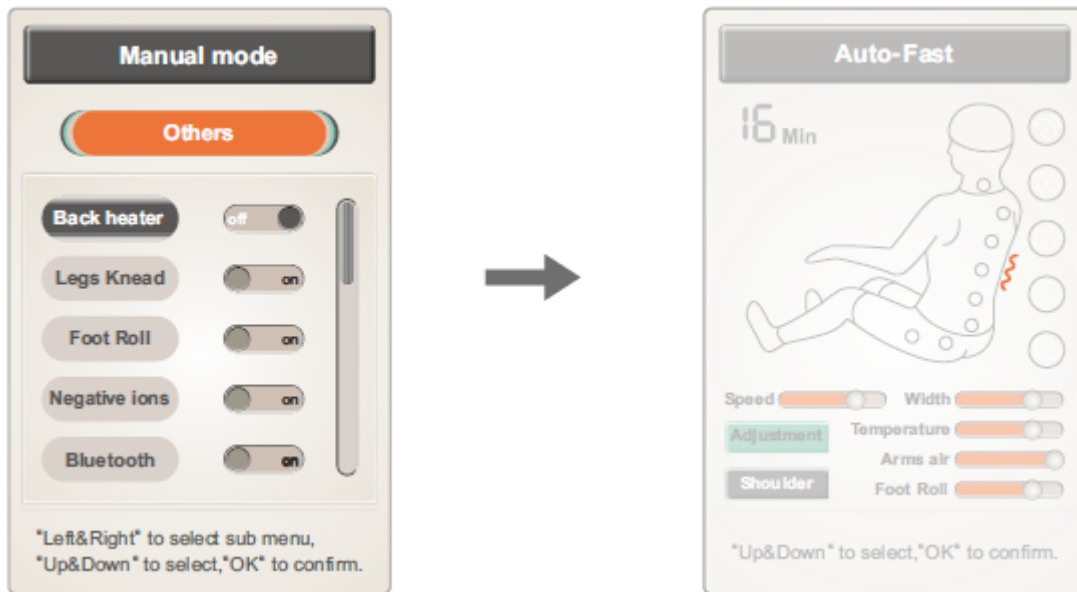 Manual mode
Others
Back heater off
Legs Knead on
Foot Roll on
Negative ions on
Bluetooth on
"Left&Right" to select sub menu,
"Up&Down" to select,"OK" to confirm.
Auto-Fast
16 Min
Speed Width
Adjustment Temperature
Arms air
Shoulder Foot Roll
"Up&Down" to select,"OK" to confirm.